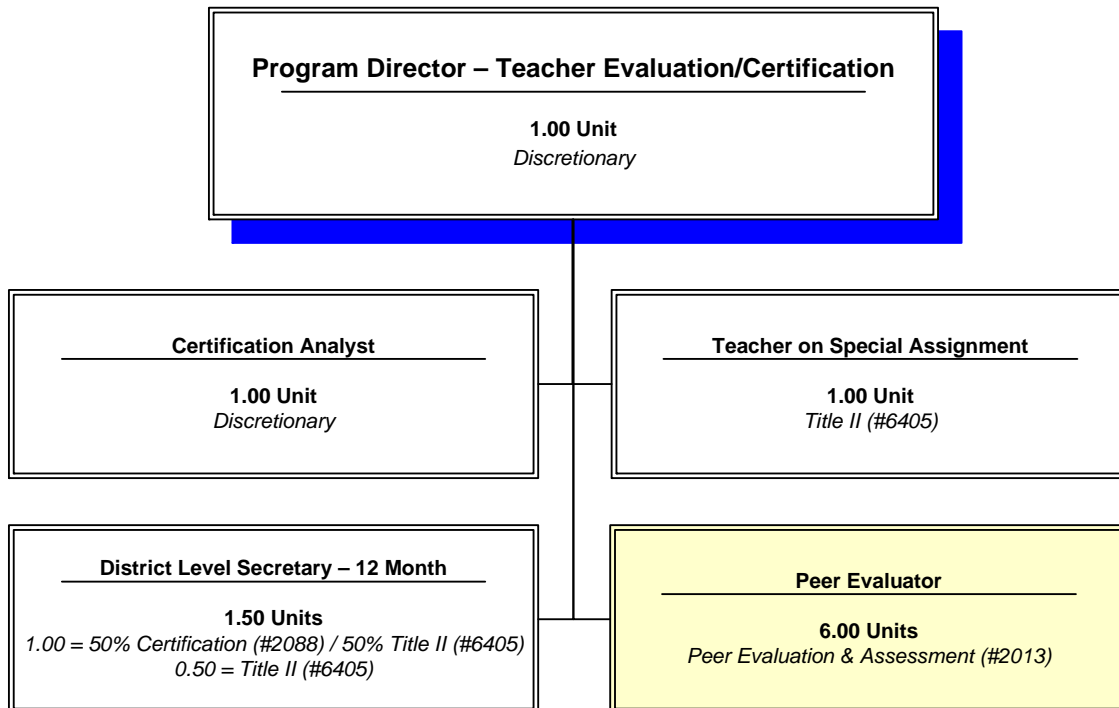 Program Director – Teacher Evaluation/Certification
1.00 Unit
Discretionary
Certification Analyst
1.00 Unit
Discretionary
Teacher on Special Assignment
1.00 Unit
Title II (#6405)
District Level Secretary – 12 Month
1.50 Units
1.00 = 50% Certification (#2088) / 50% Title II (#6405)
0.50 = Title II (#6405)
Peer Evaluator
6.00 Units
Peer Evaluation & Assessment (#2013)